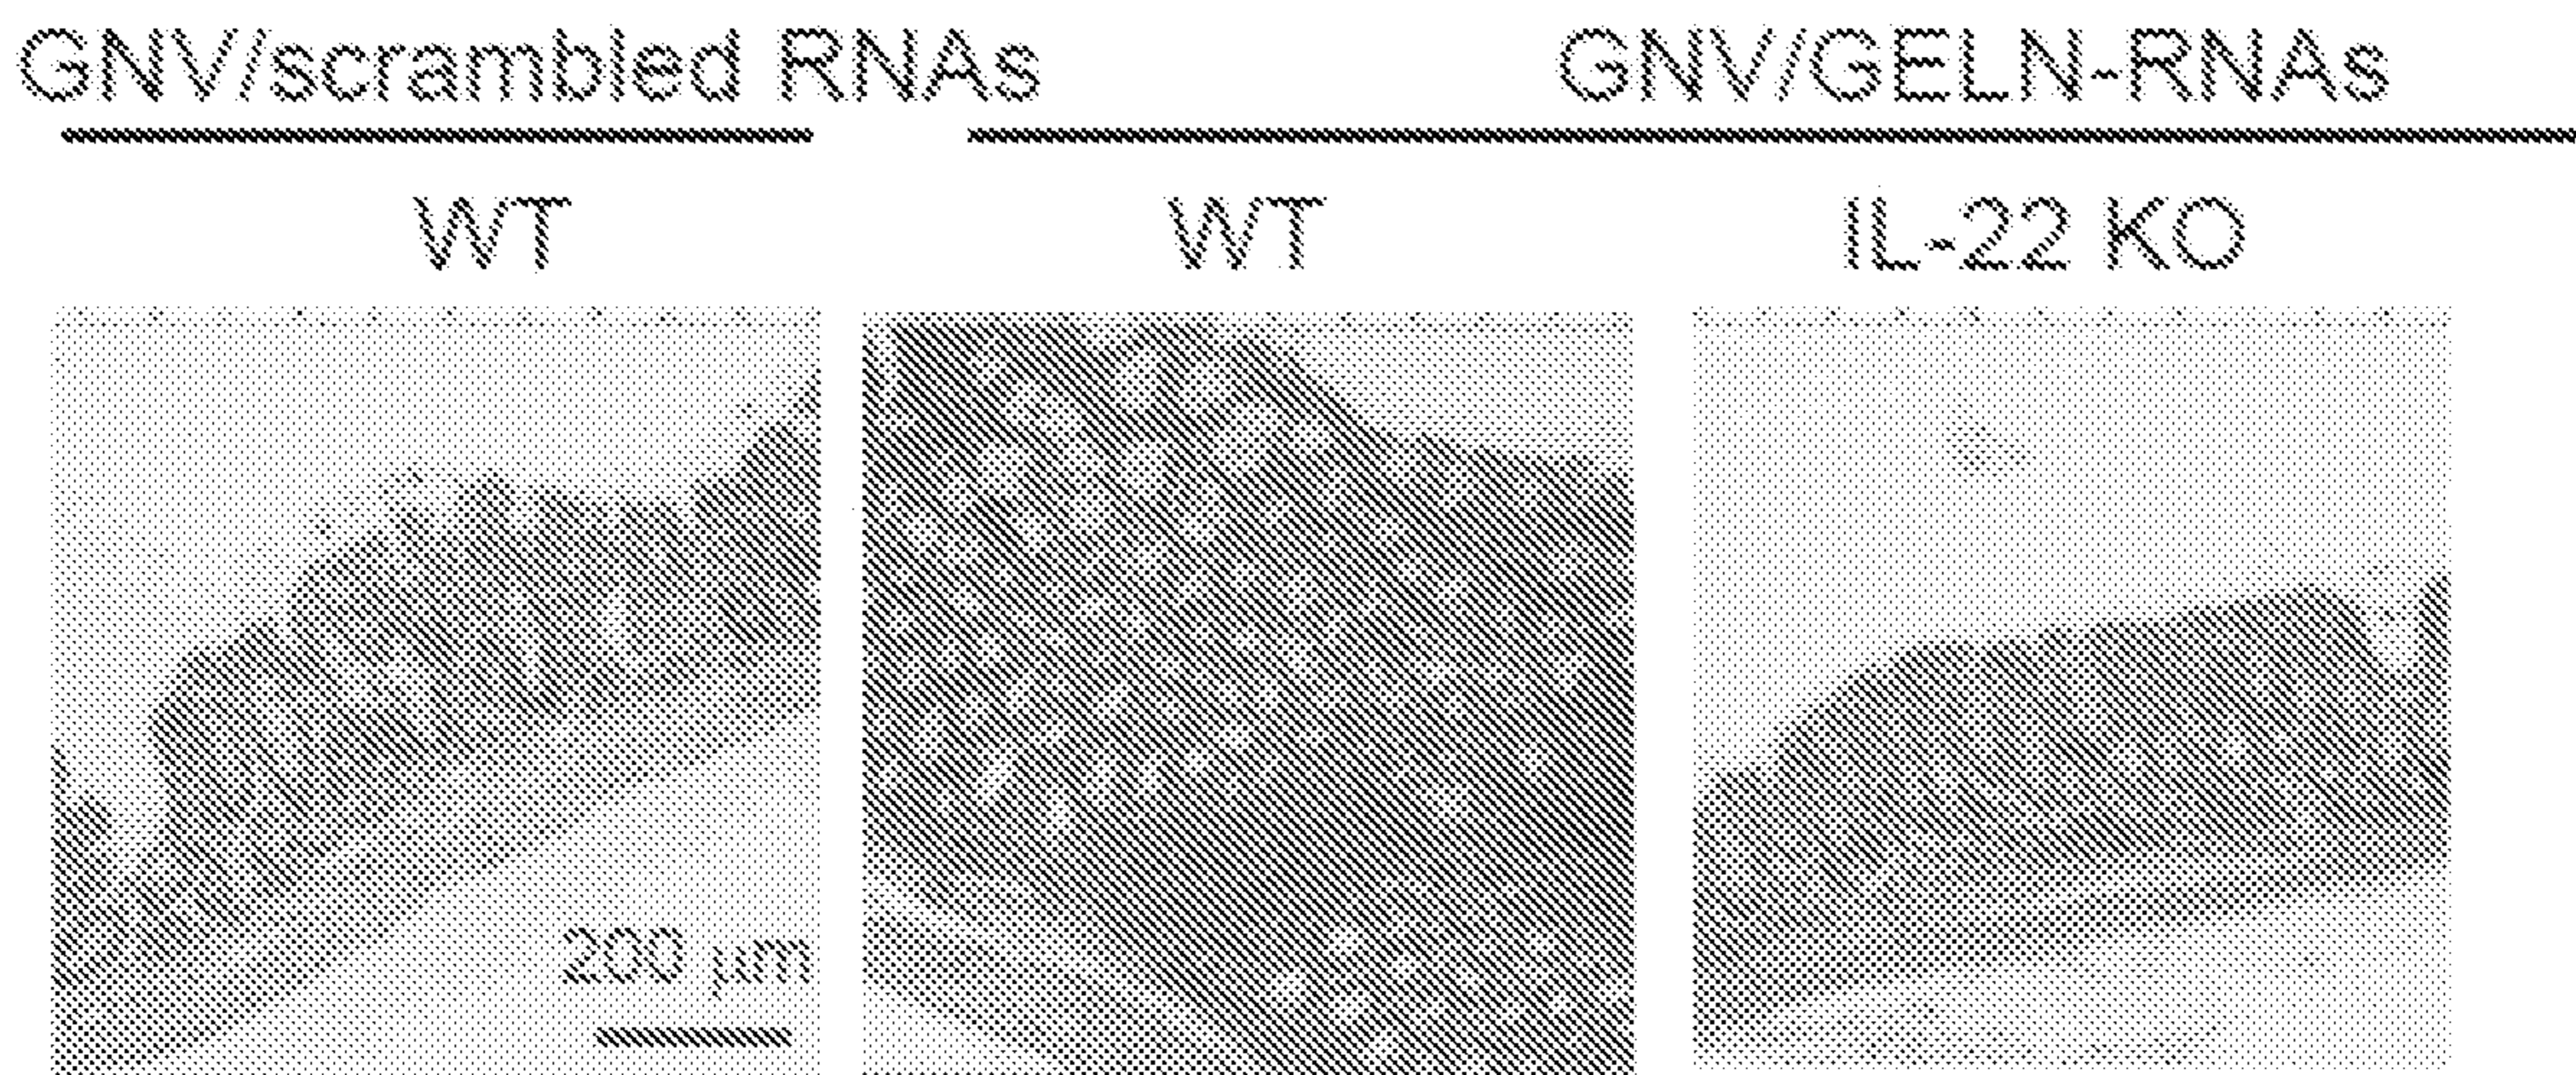 GNV/scrambled RNAs GNV/GELN-RNAs
WT WT IL-22 KO
200 µm